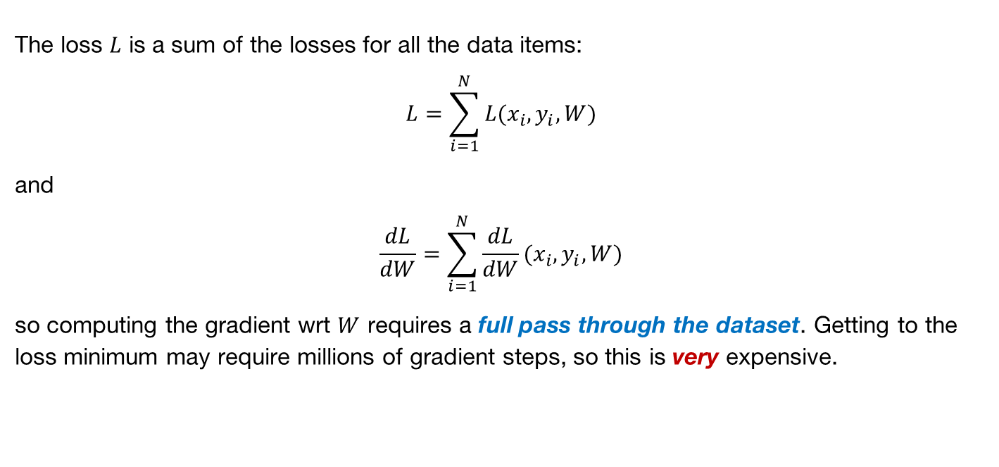 The loss L is a sum of the losses for all the data items:
L = \sum_{i=1}^{N} L(x_i, y_i, W)
and
\frac{dL}{dW} = \sum_{i=1}^{N} \frac{dL}{dW} (x_i, y_i, W)
so computing the gradient wrt W requires a full pass through the dataset. Getting to the
loss minimum may require millions of gradient steps, so this is very expensive.